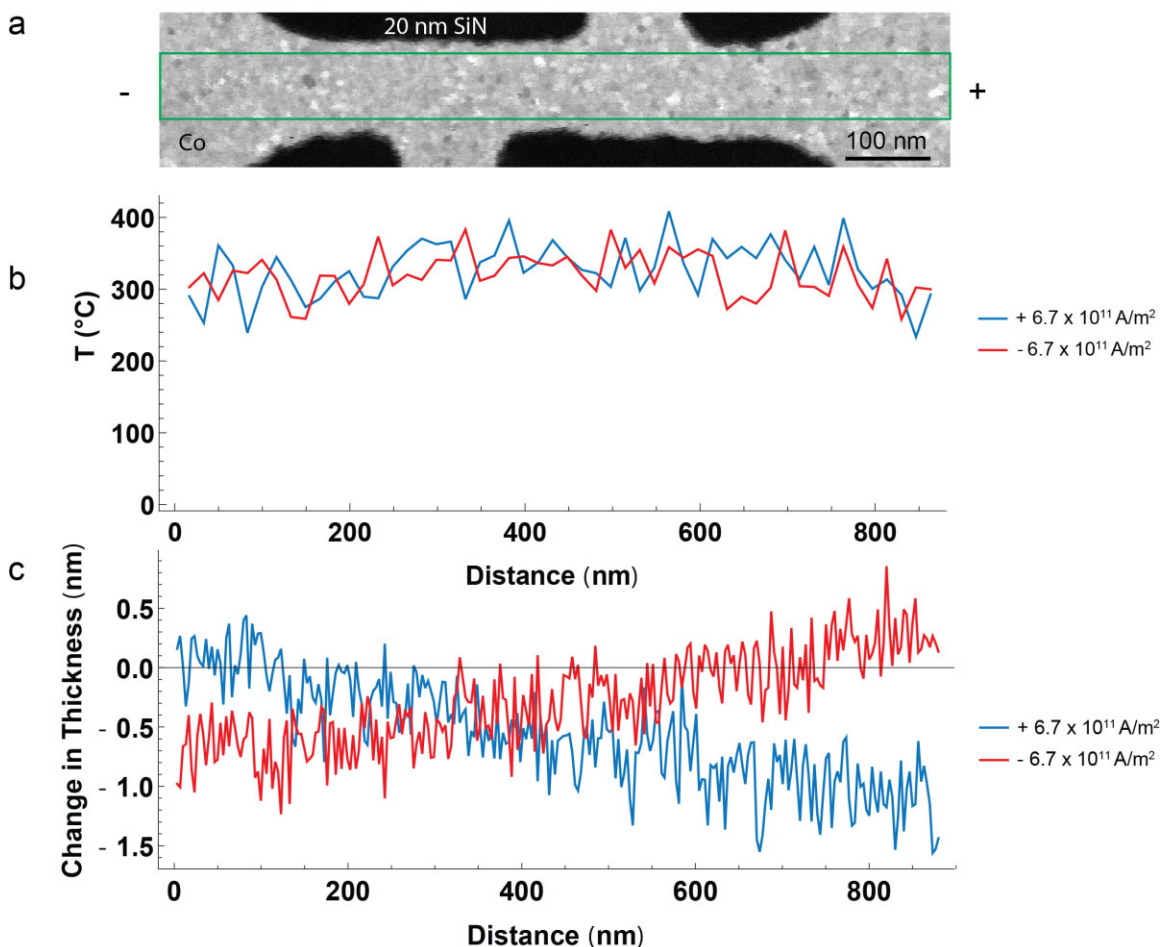 a
20 nm SiN
-
+
Co
100 nm
b
T (°C)
400
300
200
100
0
0 200 400 600 800
Distance (nm)
+ 6.7 x 10¹¹ A/m²
- 6.7 x 10¹¹ A/m²
c
Change in Thickness (nm)
0.5
0.0
- 0.5
- 1.0
- 1.5
0 200 400 600 800
Distance (nm)
+ 6.7 x 10¹¹ A/m²
- 6.7 x 10¹¹ A/m²